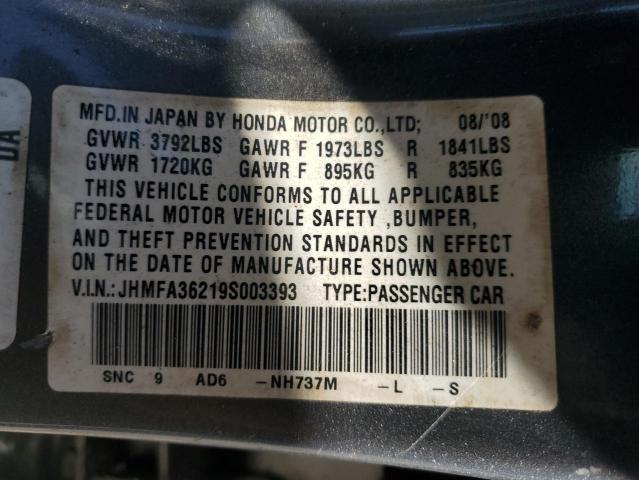 MFD.IN JAPAN BY HONDA MOTOR CO.,LTD; 08/'08
GVWR 3792LBS GAWR F 1973LBS R 1841LBS
GVWR 1720KG GAWR F 895KG R 835KG
THIS VEHICLE CONFORMS TO ALL APPLICABLE
FEDERAL MOTOR VEHICLE SAFETY ,BUMPER,
AND THEFT PREVENTION STANDARDS IN EFFECT
ON THE DATE OF MANUFACTURE SHOWN ABOVE.
V.I.N.:JHMFA36219S003393 TYPE:PASSENGER CAR
SNC 9 AD6 -NH737M -L -S
DA